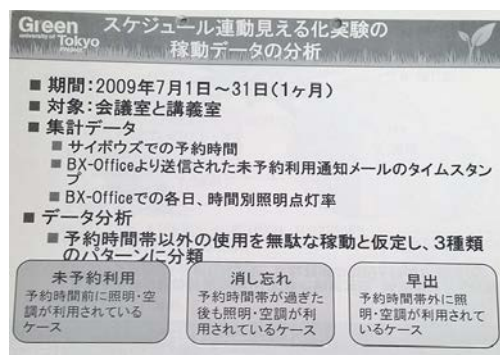 Green
university of Tokyo
Project
スケジュール連動見える化実験の
稼動データの分析
■ 期間：2009年7月1日～31日（1ヶ月）
■ 対象：会議室と講義室
■ 集計データ
■ サイボウズでの予約時間
■ BX-Officeより送信された未予約利用通知メールのタイムスタン
プ
■ BX-Officeでの各日、時間別照明点灯率
■ データ分析
■ 予約時間帯以外の使用を無駄な稼動と仮定し、3種類
のパターンに分類
未予約利用
予約時間前に照明・空
調が利用されている
ケース
消し忘れ
予約時間帯が過ぎた
後も照明・空調が利
用されているケース
早出
予約時間帯外に照
明・空調が利用されて
いるケース